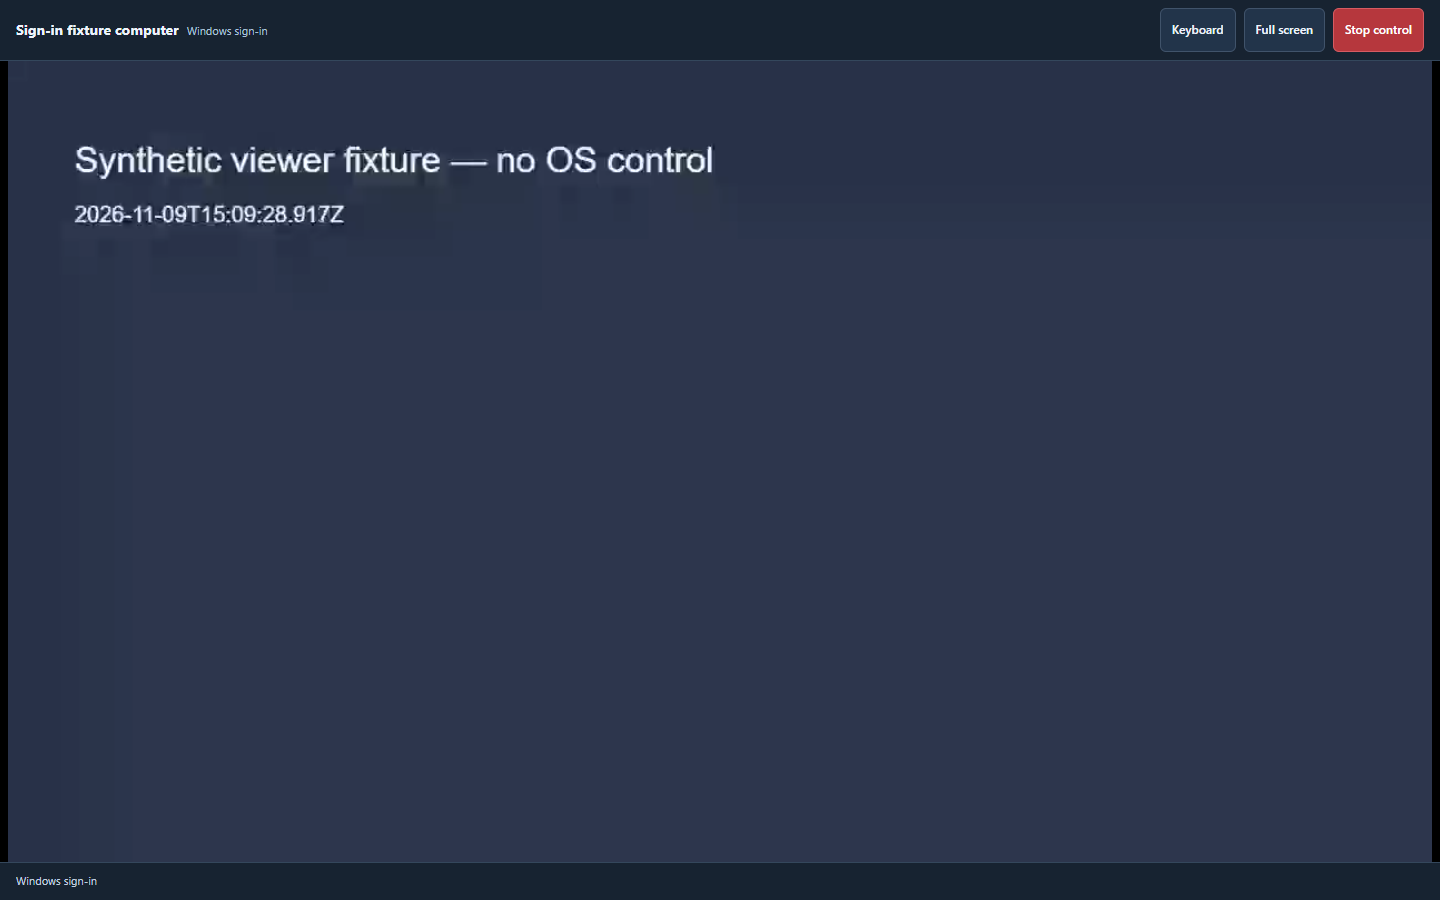 Sign-in fixture computer Windows sign-in
Keyboard Full screen Stop control
Synthetic viewer fixture — no OS control
2026-11-09T15:09:28.917Z
Windows sign-in